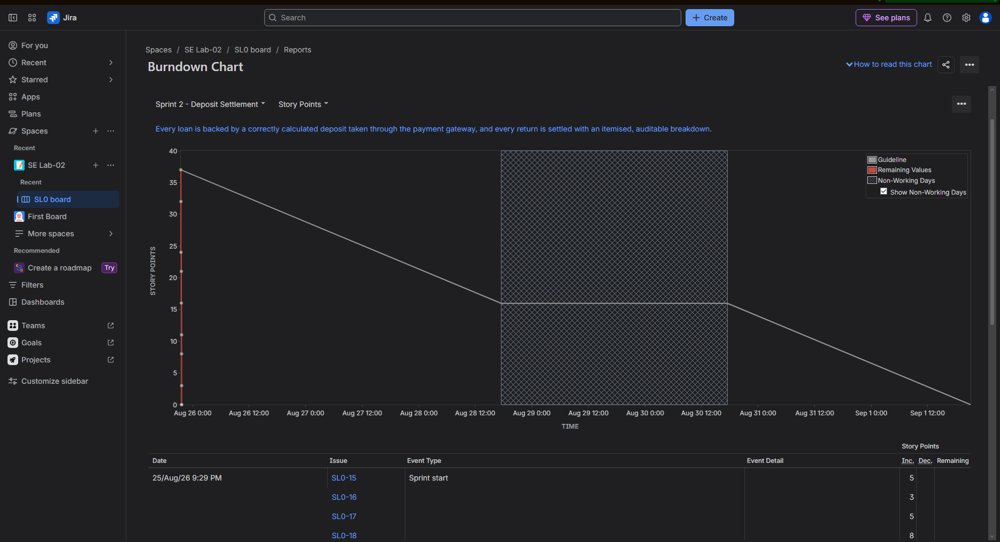 Jira
Search
Create
See plans
For you
Recent
Starred
Apps
Plans
Spaces
Recent
SE Lab-02
Recent
SL0 board
First Board
More spaces
Recommended
Create a roadmap Try
Filters
Dashboards
Teams
Goals
Projects
Customize sidebar
Spaces / SE Lab-02 / SL0 board / Reports
Burndown Chart
How to read this chart
Sprint 2 - Deposit Settlement Story Points
Every loan is backed by a correctly calculated deposit taken through the payment gateway, and every return is settled with an itemised, auditable breakdown.
Guideline
Remaining Values
Non-Working Days
Show Non-Working Days
STORY POINTS
40
35
30
25
20
15
10
5
0
Aug 26 0:00 Aug 26 12:00 Aug 27 0:00 Aug 27 12:00 Aug 28 0:00 Aug 28 12:00 Aug 29 0:00 Aug 29 12:00 Aug 30 0:00 Aug 30 12:00 Aug 31 0:00 Aug 31 12:00 Sep 1 0:00 Sep 1 12:00
TIME
Story Points
Date Issue Event Type Event Detail Inc. Dec. Remaining
25/Aug/26 9:29 PM SL0-15 Sprint start 5
SL0-16 3
SL0-17 5
SL0-18 8